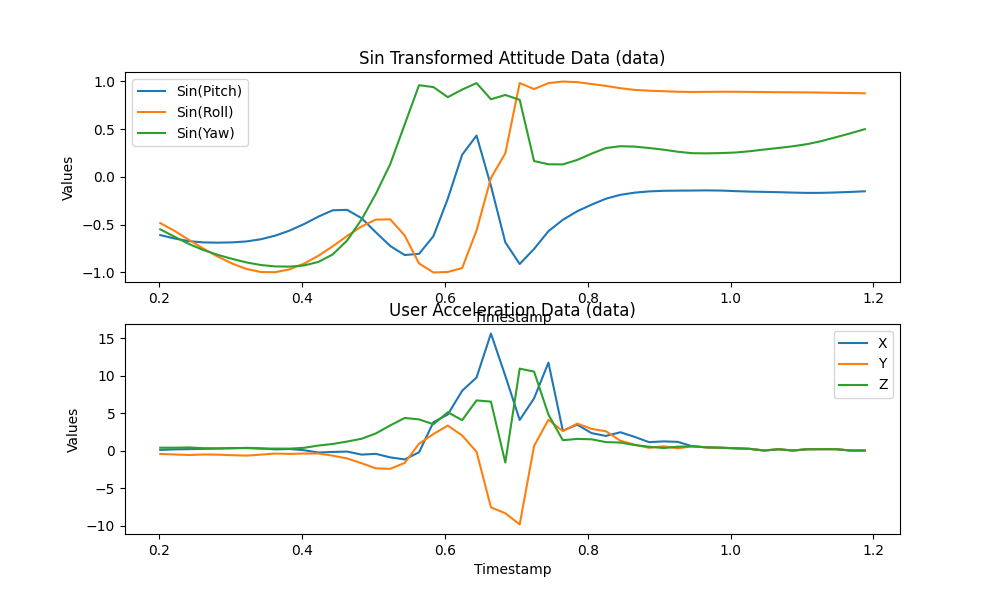 Sin Transformed Attitude Data (data)
1.0
0.5
0.0
−0.5
−1.0
Values
Sin(Pitch)
Sin(Roll)
Sin(Yaw)
0.2 0.4 0.6 0.8 1.0 1.2
Timestamp
User Acceleration Data (data)
15
10
5
0
−5
−10
Values
X
Y
Z
0.2 0.4 0.6 0.8 1.0 1.2
Timestamp